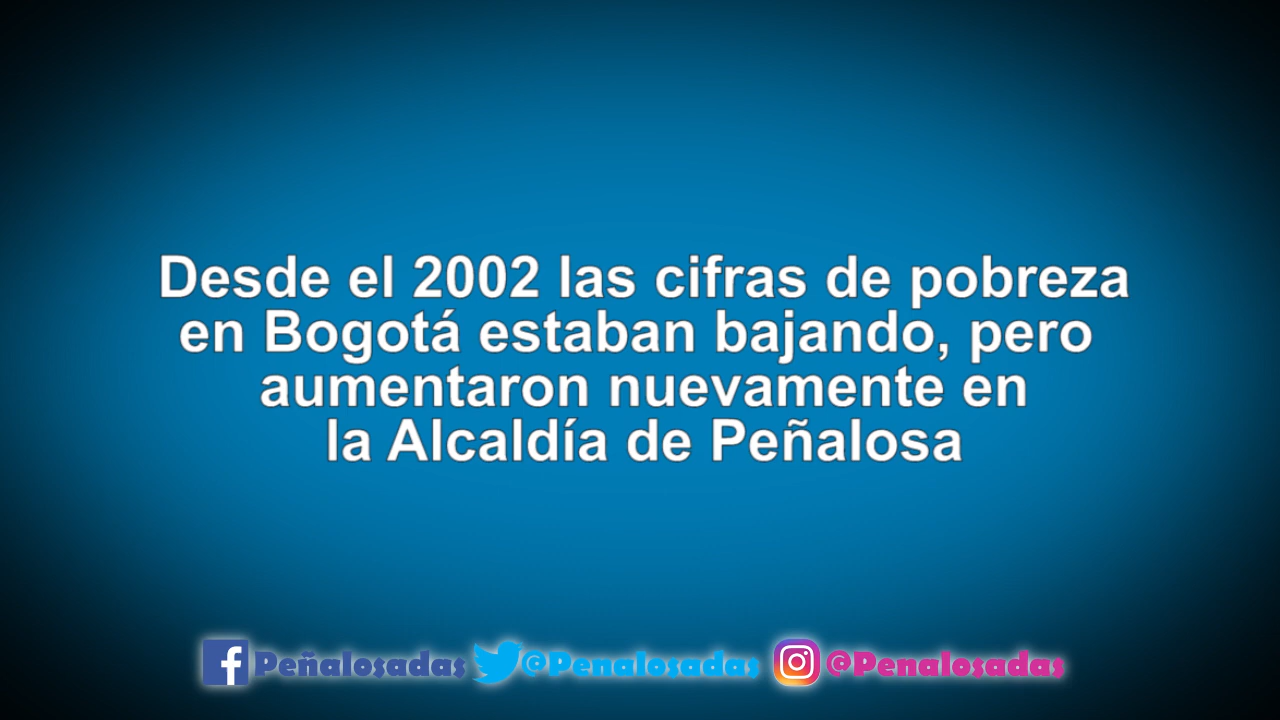 Desde el 2002 las cifras de pobreza
en Bogotá estaban bajando, pero
aumentaron nuevamente en
la Alcaldía de Peñalosa
Peñalosadas @Penalosadas @Penalosadas